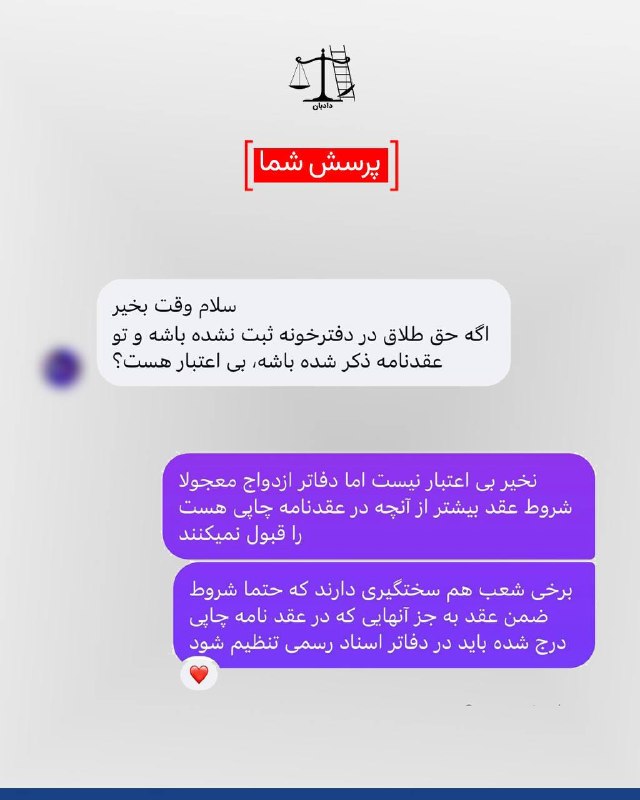 دادبان
پرسش شما
سلام وقت بخیر
اگه حق طلاق در دفترخونه ثبت نشده باشه و تو
عقدنامه ذکر شده باشه، بی اعتبار هست؟
نخیر بی اعتبار نیست اما دفاتر ازدواج معجولا
شروط عقد بیشتر از آنچه در عقدنامه چاپی هست
را قبول نمیکنند
برخی شعب هم سختگیری دارند که حتما شروط
ضمن عقد به جز آنهایی که در عقد نامه چاپی
درج شده باید در دفاتر اسناد رسمی تنظیم شود